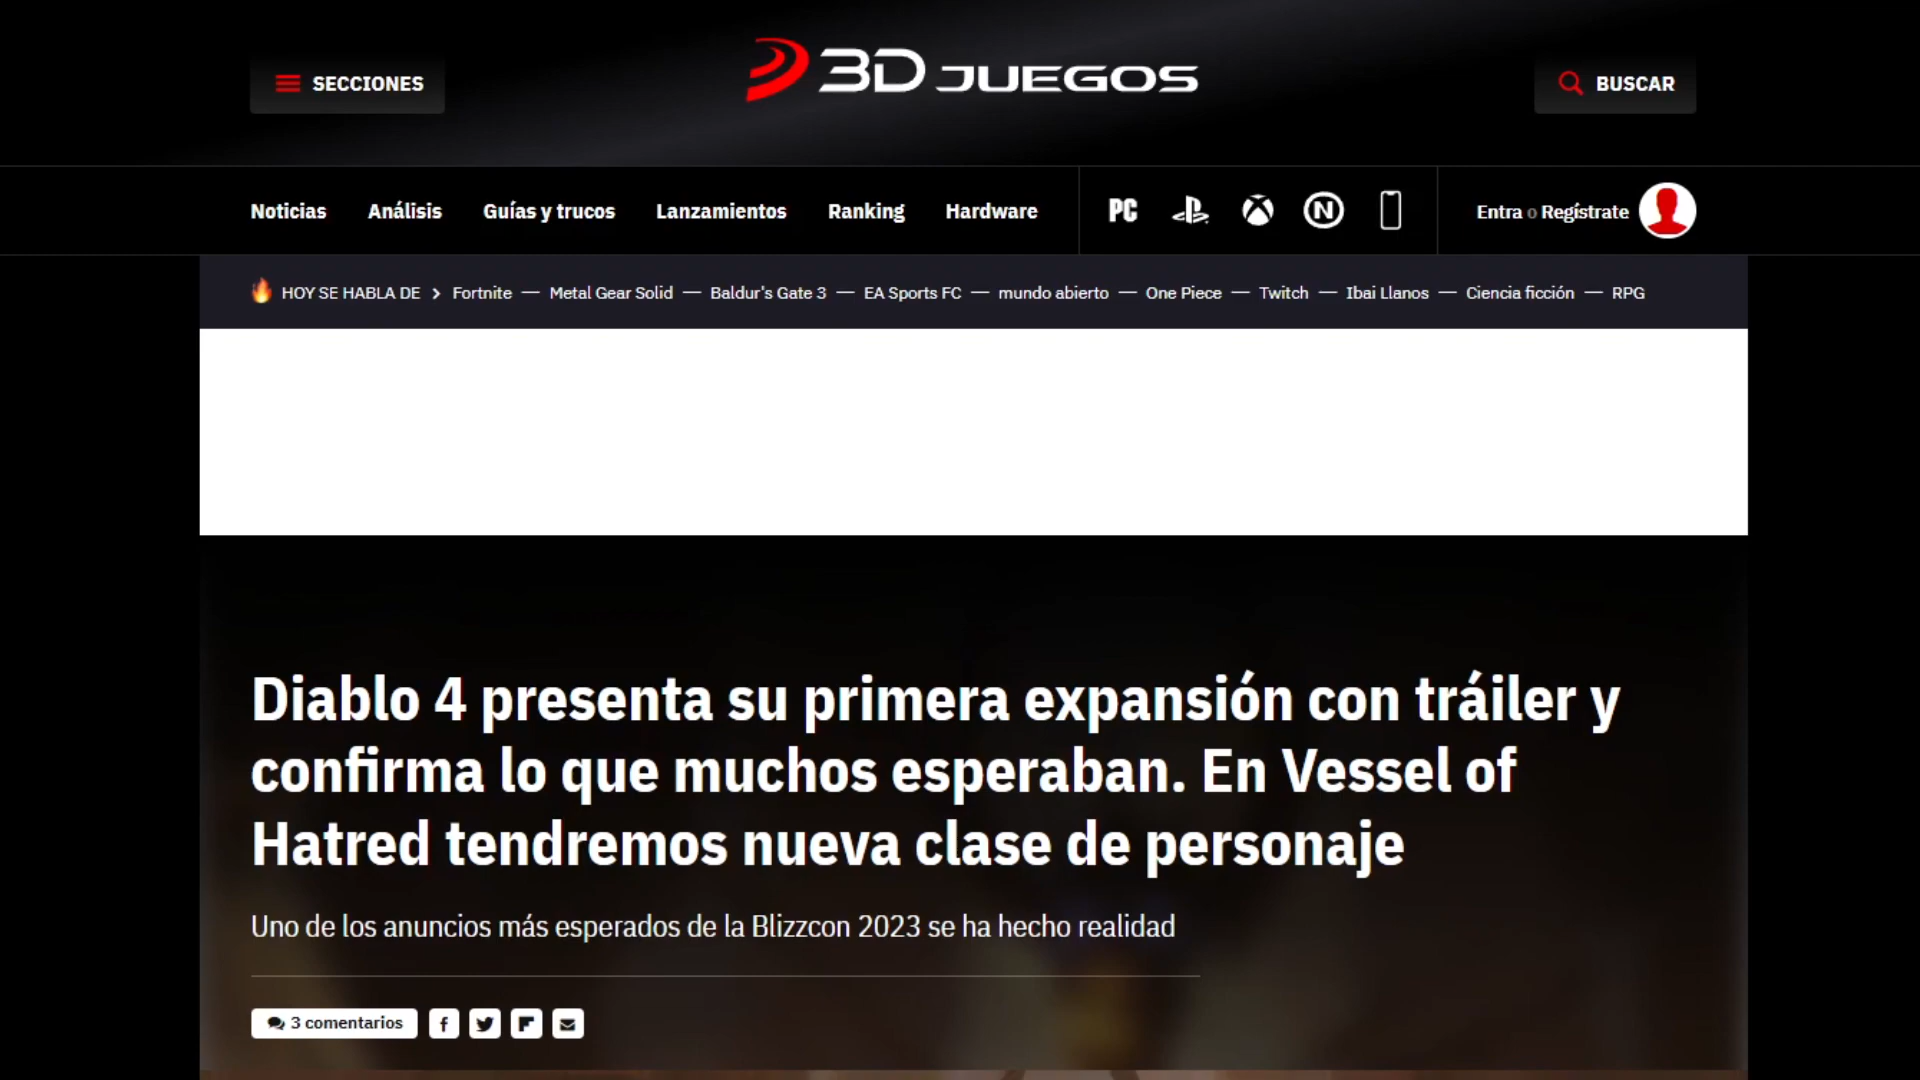 SECCIONES
3D JUEGOS
BUSCAR
Noticias Análisis Guías y trucos Lanzamientos Ranking Hardware PC N Entra o Regístrate
HOY SE HABLA DE > Fortnite — Metal Gear Solid — Baldur's Gate 3 — EA Sports FC — mundo abierto — One Piece — Twitch — Ibai Llanos — Ciencia ficción — RPG
Diablo 4 presenta su primera expansión con tráiler y
confirma lo que muchos esperaban. En Vessel of
Hatred tendremos nueva clase de personaje
Uno de los anuncios más esperados de la Blizzcon 2023 se ha hecho realidad
3 comentarios